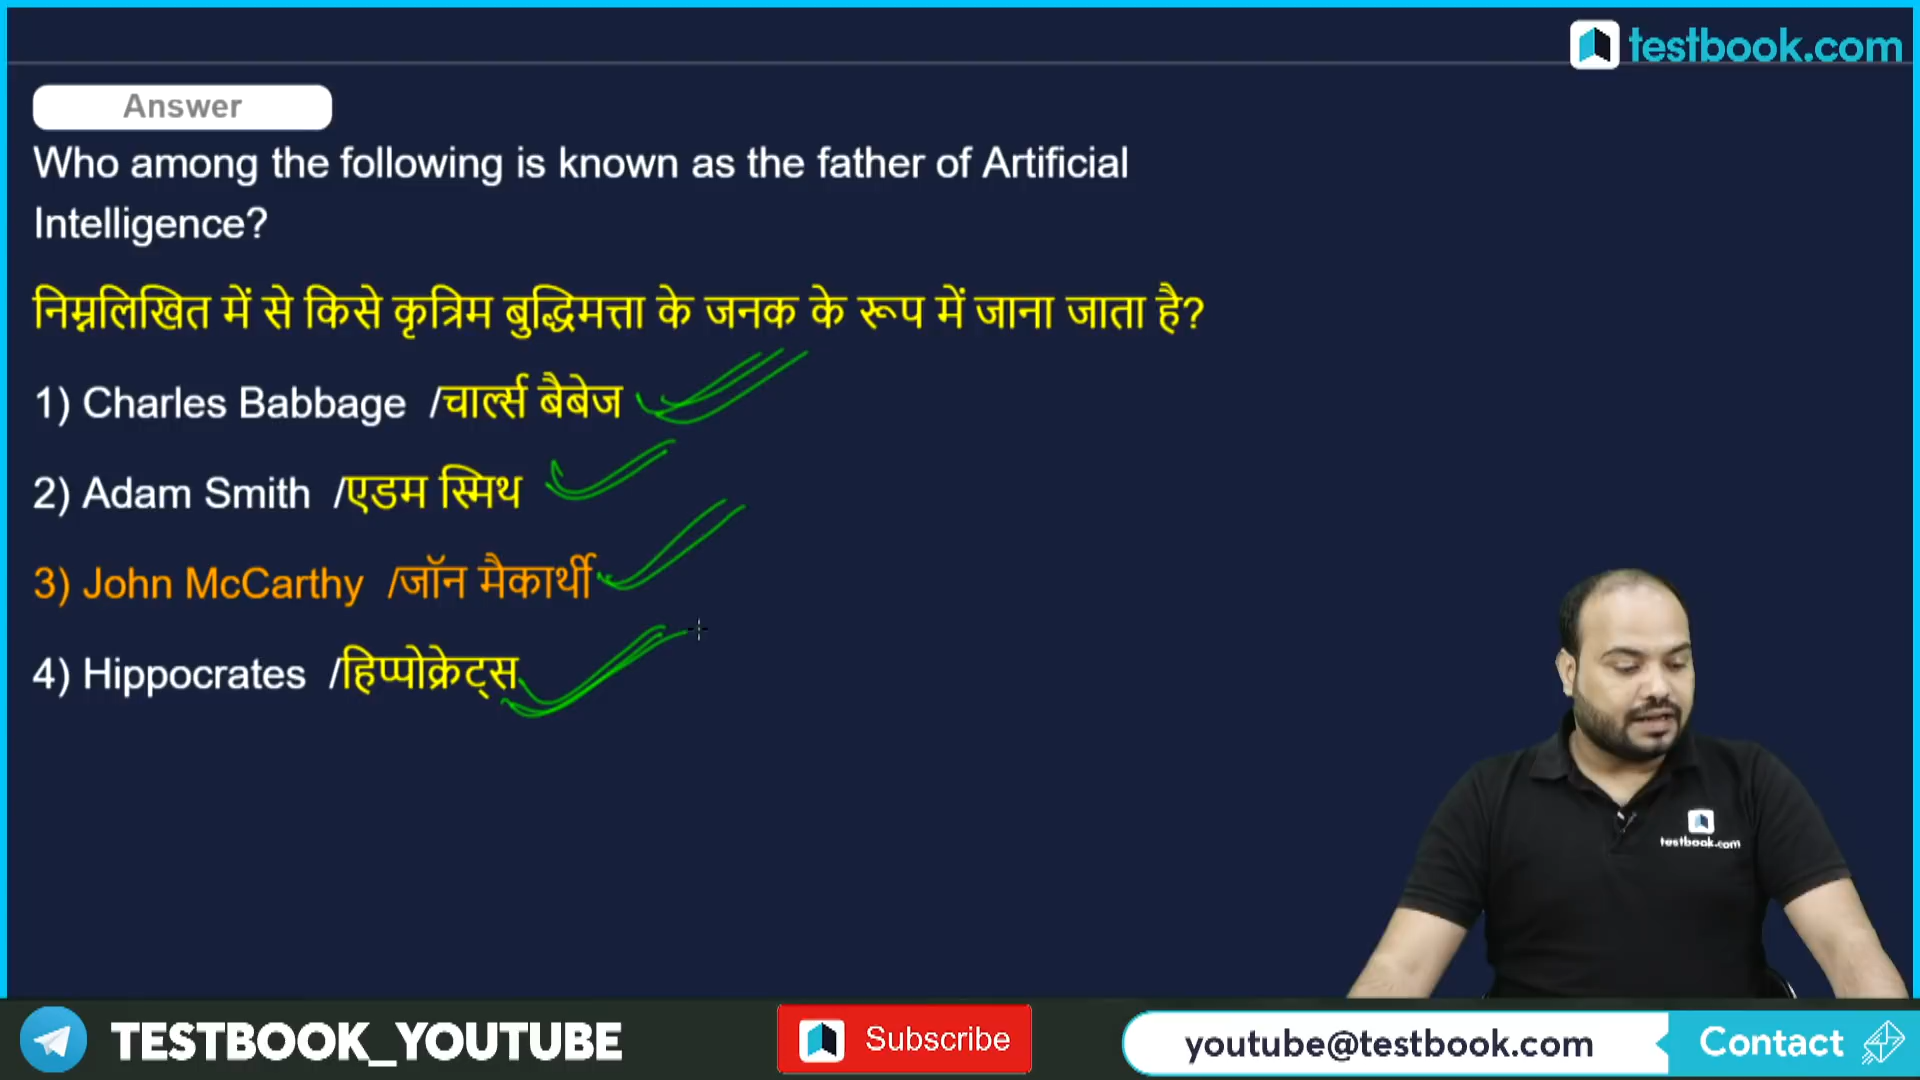 testbook.com
Answer
Who among the following is known as the father of Artificial
Intelligence?
निम्नलिखित में से किसे कृत्रिम बुद्धिमत्ता के जनक के रूप में जाना जाता है?
1) Charles Babbage /चार्ल्स बैबेज
2) Adam Smith /एडम स्मिथ
3) John McCarthy /जॉन मैकार्थी
4) Hippocrates /हिप्पोक्रेट्स
testbook.com
TESTBOOK_YOUTUBE
Subscribe
youtube@testbook.com
Contact